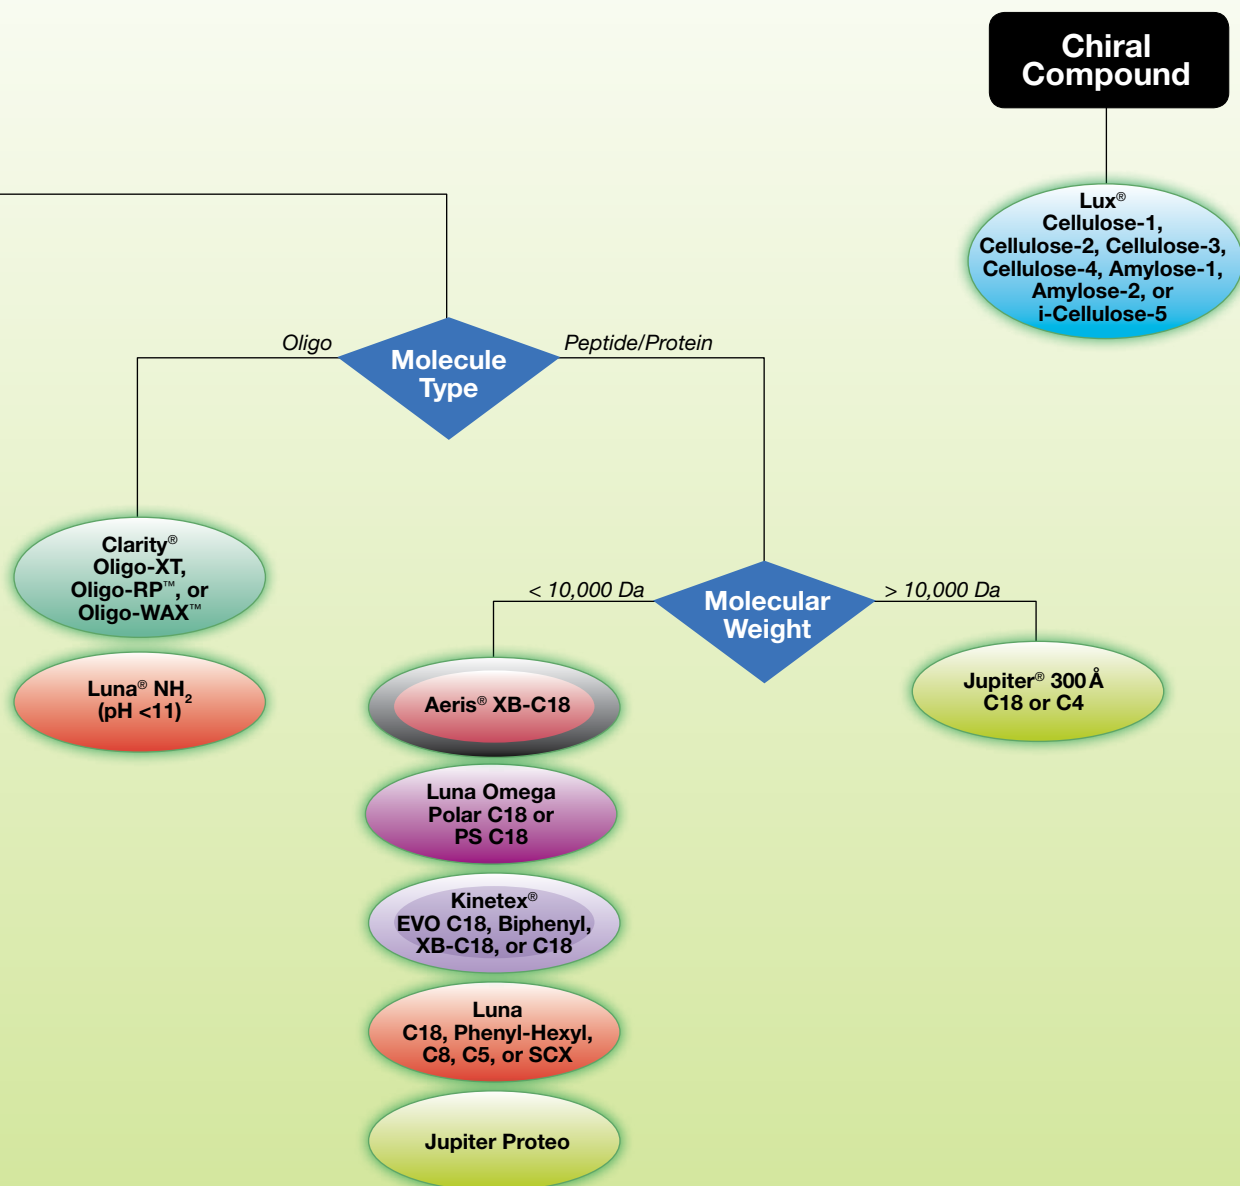 Chiral
Compound
Lux®
Cellulose-1,
Cellulose-2, Cellulose-3,
Cellulose-4, Amylose-1,
Amylose-2, or
i-Cellulose-5
Oligo
Molecule
Type
Peptide/Protein
Clarity®
Oligo-XT,
Oligo-RP™, or
Oligo-WAX™
Luna® NH₂
(pH <11)
< 10,000 Da
Molecular
Weight
> 10,000 Da
Aeris® XB-C18
Luna Omega
Polar C18 or
PS C18
Kinetex®
EVO C18, Biphenyl,
XB-C18, or C18
Luna
C18, Phenyl-Hexyl,
C8, C5, or SCX
Jupiter Proteo
Jupiter® 300 Å
C18 or C4